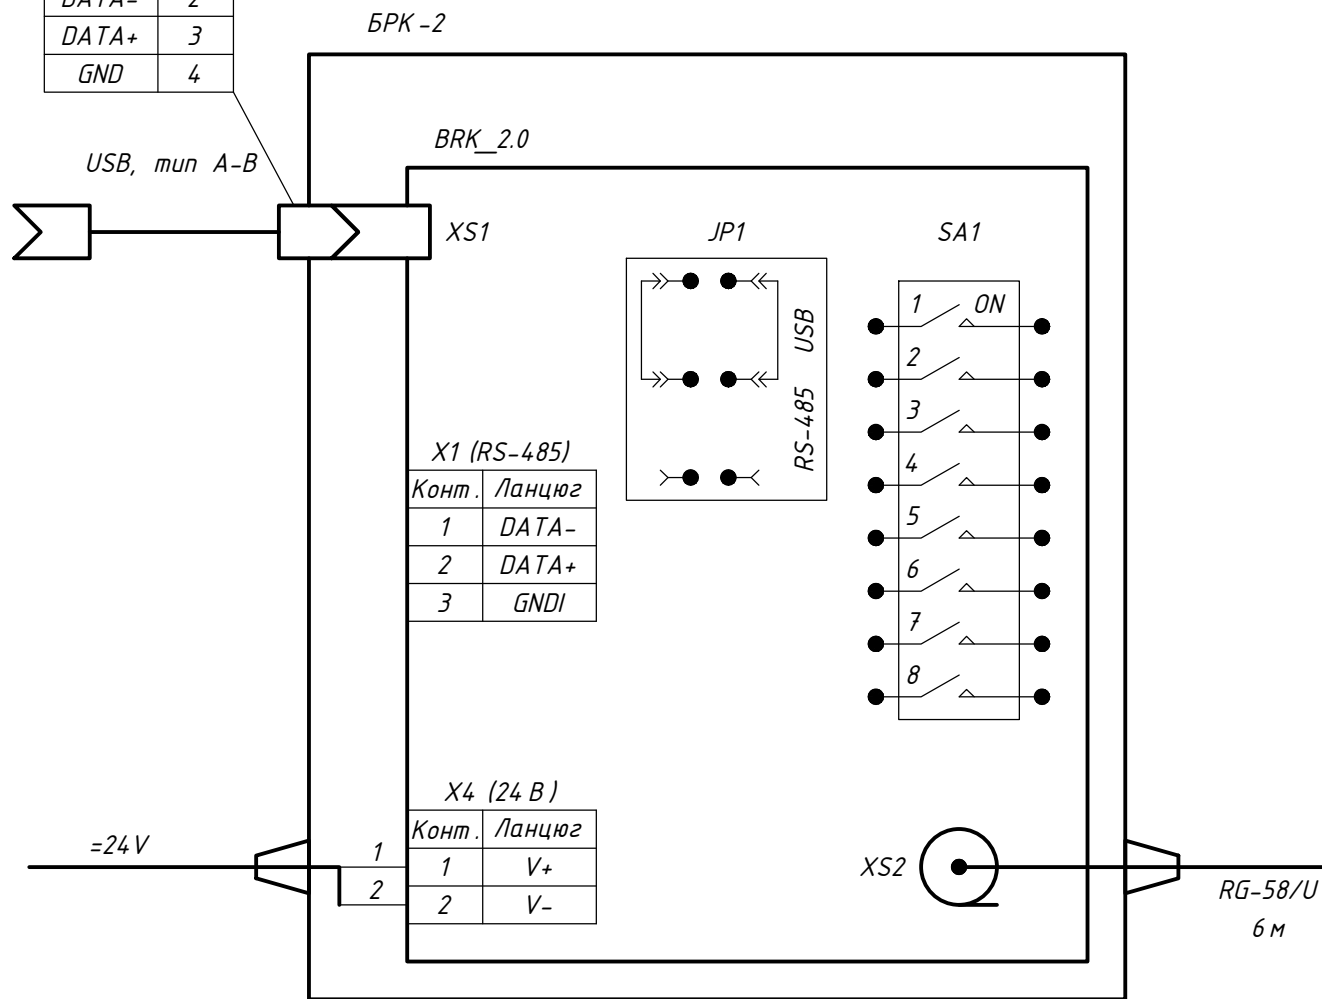 DATA- 2
DATA+ 3
GND 4
БРК-2
BRK_2.0
USB, тип А-В
XS1
JP1
SA1
USB
RS-485
1 ON
2
3
4
5
6
7
8
X1 (RS-485)
Конт. Ланцюг
1 DATA-
2 DATA+
3 GNDI
X4 (24 В)
Конт. Ланцюг
1 V+
2 V-
=24V
1
2
XS2
RG-58/U
6 м